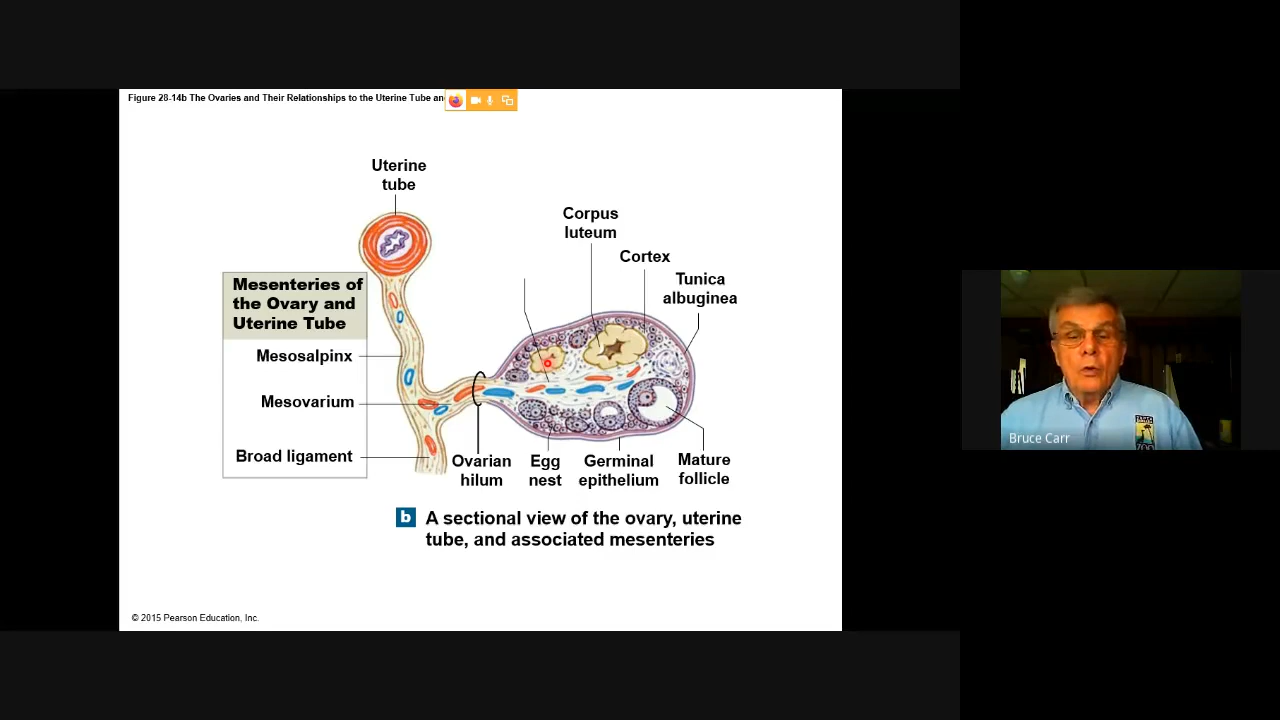 Figure 28-14b The Ovaries and Their Relationships to the Uterine Tube an
Uterine
tube
Corpus
luteum
Cortex
Tunica
albuginea
Mesenteries of
the Ovary and
Uterine Tube
Mesosalpinx
Mesovarium
Broad ligament
Ovarian
hilum
Egg
nest
Germinal
epithelium
Mature
follicle
b A sectional view of the ovary, uterine
tube, and associated mesenteries
© 2015 Pearson Education, Inc.
Bruce Carr